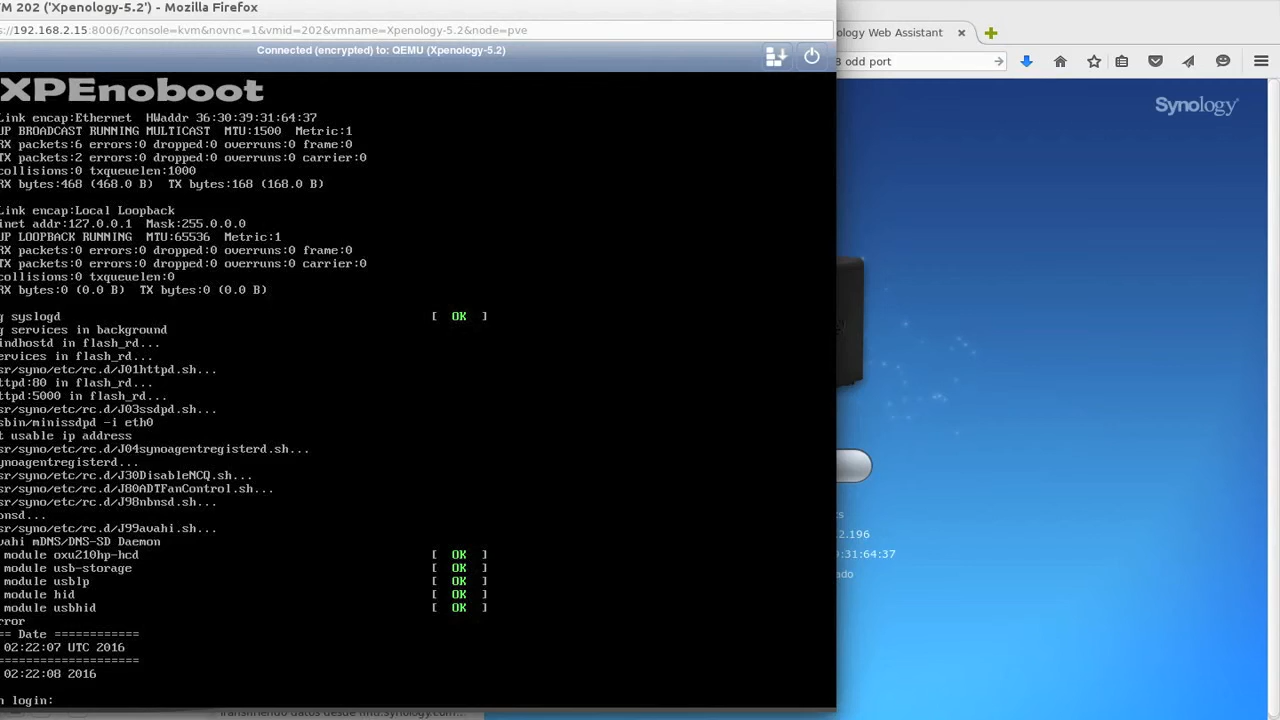 VM 202 ('Xpenology-5.2') - Mozilla Firefox
s://192.168.2.15:8006/?console=kvm&novnc=1&vmid=202&vmname=Xpenology-5.2&node=pve
Connected (encrypted) to: QEMU (Xpenology-5.2)
XPEnoboot
Link encap:Ethernet  HWaddr 36:30:39:31:64:37
UP BROADCAST RUNNING MULTICAST  MTU:1500  Metric:1
RX packets:6 errors:0 dropped:0 overruns:0 frame:0
TX packets:2 errors:0 dropped:0 overruns:0 carrier:0
collisions:0 txqueuelen:1000
RX bytes:468 (468.0 B)  TX bytes:168 (168.0 B)
Link encap:Local Loopback
inet addr:127.0.0.1  Mask:255.0.0.0
UP LOOPBACK RUNNING  MTU:65536  Metric:1
RX packets:0 errors:0 dropped:0 overruns:0 frame:0
TX packets:0 errors:0 dropped:0 overruns:0 carrier:0
collisions:0 txqueuelen:0
RX bytes:0 (0.0 B)  TX bytes:0 (0.0 B)
g syslogd [ OK ]
g services in background
indhostd in flash_rd...
ervices in flash_rd...
sr/syno/etc/rc.d/J01httpd.sh...
ttpd:80 in flash_rd...
ttpd:5000 in flash_rd...
sr/syno/etc/rc.d/J03ssdpd.sh...
sbin/minissdpd -i eth0
t usable ip address
sr/syno/etc/rc.d/J04synoagentregisterd.sh...
ynoagentregisterd...
sr/syno/etc/rc.d/J30DisableNCQ.sh...
sr/syno/etc/rc.d/J80ADTFanControl.sh...
sr/syno/etc/rc.d/J98nbnsd.sh...
onsd...
sr/syno/etc/rc.d/J99avahi.sh...
vahi mDNS/DNS-SD Daemon
module oxu210hp-hcd [ OK ]
module usb-storage [ OK ]
module usblp [ OK ]
module hid [ OK ]
module usbhid [ OK ]
rror
== Date ============
02:22:07 UTC 2016
====================
02:22:08 2016
n login:
ology Web Assistant
8 odd port
Synology
ts
2.196
9:31:64:37
ado
Transfiriendo datos desde find.synology.com...